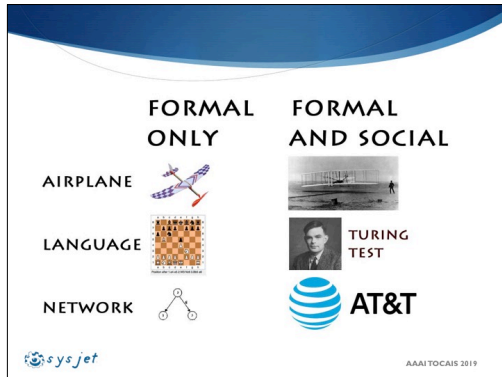 FORMAL ONLY
FORMAL AND SOCIAL
AIRPLANE
LANGUAGE
TURING TEST
NETWORK
AT&T
sysjet
AAAI TOCAIS 2019